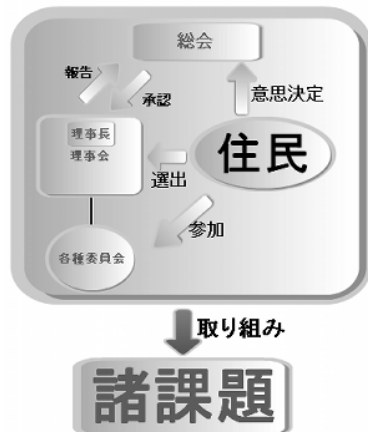 総会
報告
承認
意思決定
理事長
理事会
選出
住民
参加
各種委員会
取り組み
諸課題